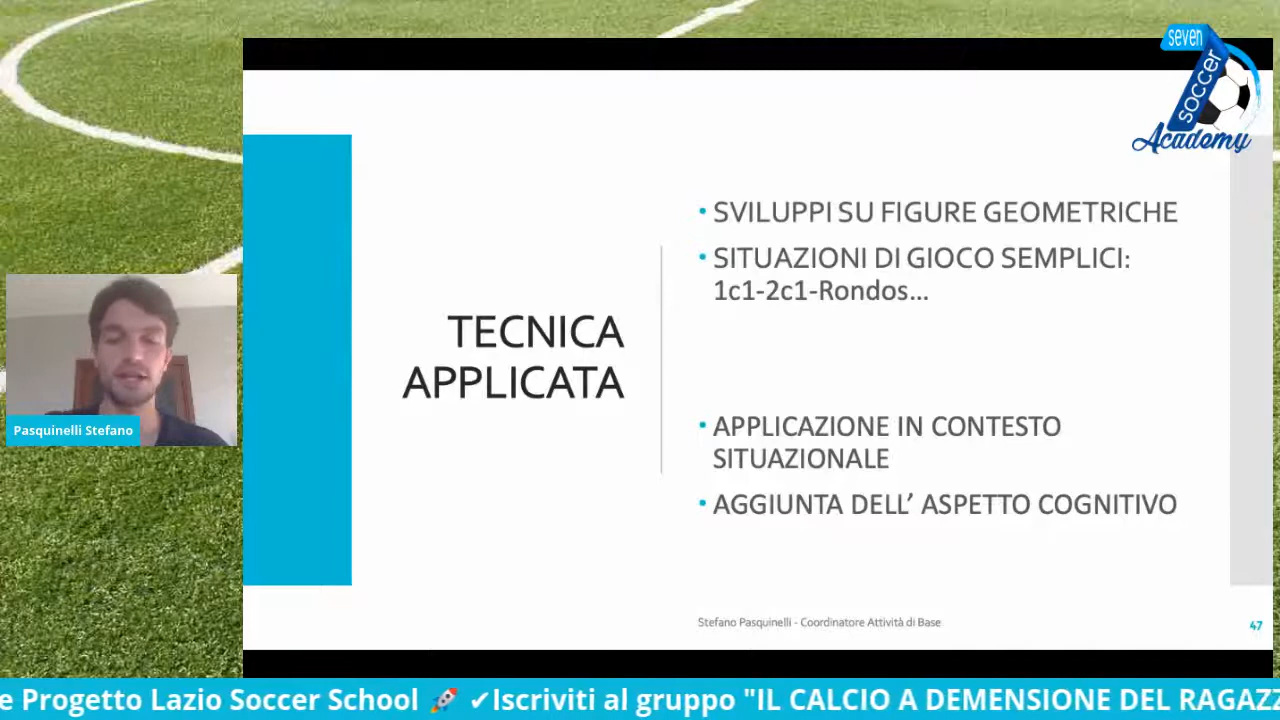 seven
SOCCER
Academy
• SVILUPPI SU FIGURE GEOMETRICHE
• SITUAZIONI DI GIOCO SEMPLICI:
1c1-2c1-Rondos...
TECNICA
APPLICATA
• APPLICAZIONE IN CONTESTO
SITUAZIONALE
• AGGIUNTA DELL’ ASPETTO COGNITIVO
Pasquinelli Stefano
Stefano Pasquinelli - Coordinatore Attività di Base
47
e Progetto Lazio Soccer School 🚀 ✔Iscriviti al gruppo "IL CALCIO A DEMENSIONE DEL RAGAZZ